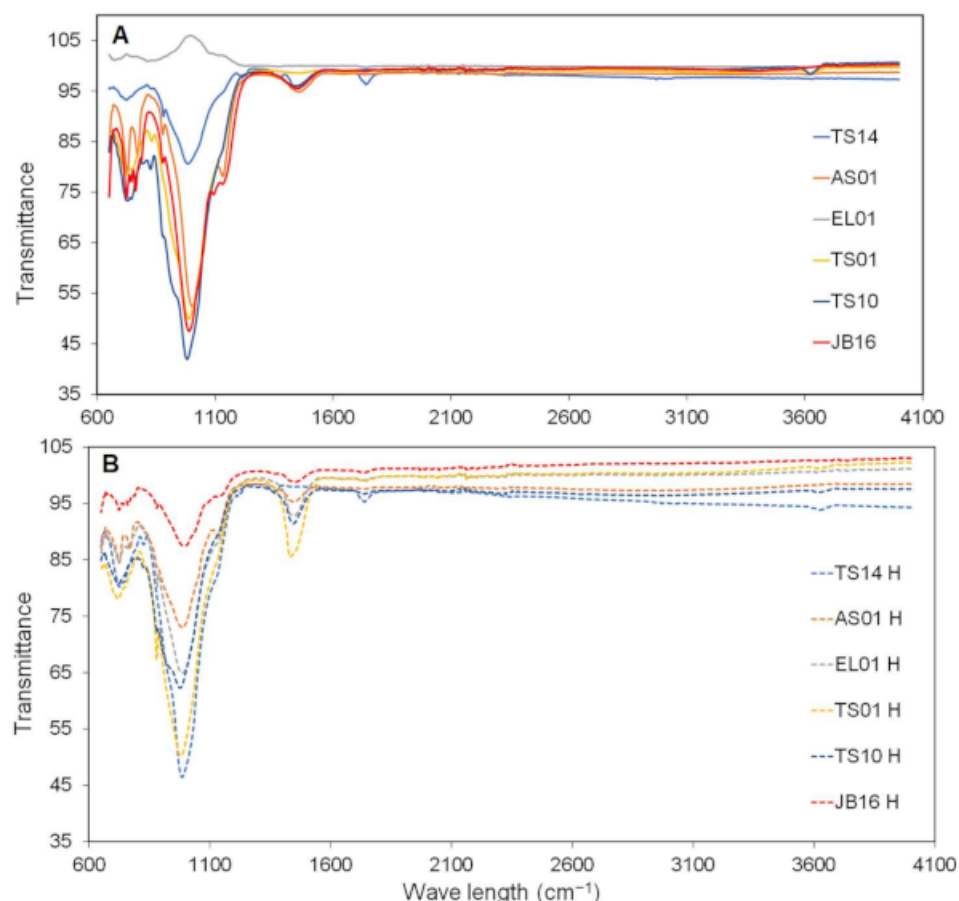 A
105
95
85
75
65
55
45
35
Transmittance
TS14
AS01
EL01
TS01
TS10
JB16
600 1100 1600 2100 2600 3100 3600 4100
B
105
95
85
75
65
55
45
35
Transmittance
TS14 H
AS01 H
EL01 H
TS01 H
TS10 H
JB16 H
600 1100 1600 2100 2600 3100 3600 4100
Wave length (cm⁻¹)